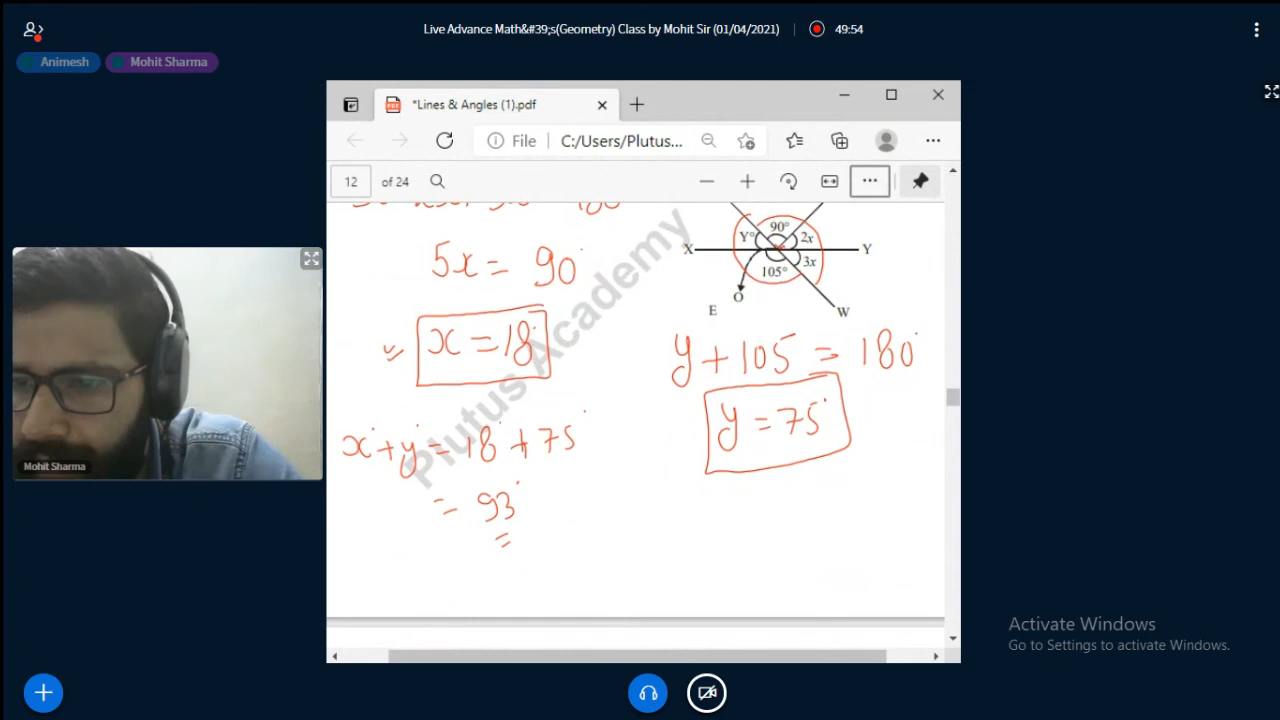 Live Advance Math&#39;s(Geometry) Class by Mohit Sir (01/04/2021)
49:54
Animesh
Mohit Sharma
*Lines & Angles (1).pdf
File
C:/Users/Plutus...
12
of 24
180
5x = 90°
x = 18°
x° + y° = 18° + 75°
= 93°
90°
Y°
2x
X
Y
105°
3x
O
E
W
y + 105 = 180°
y = 75°
Plutus Academy
Mohit Sharma
Activate Windows
Go to Settings to activate Windows.